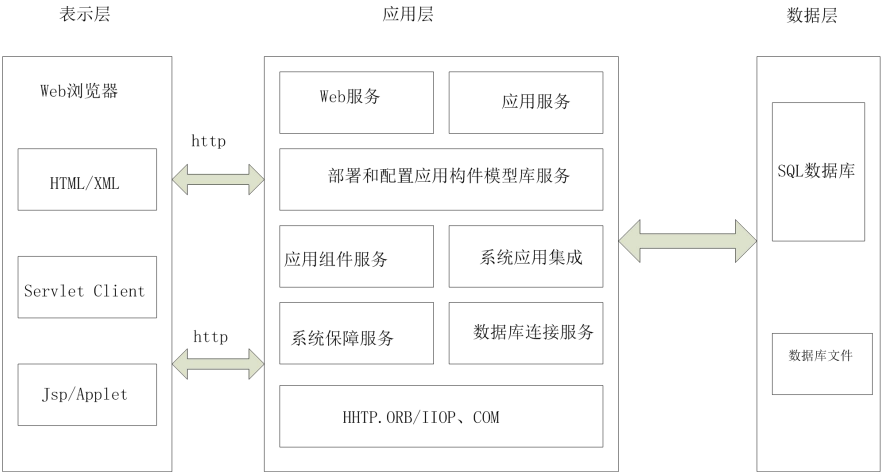 表示层
应用层
数据层
Web浏览器
HTML/XML
Servlet Client
Jsp/Applet
http
http
Web服务
应用服务
部署和配置应用构件模型库服务
应用组件服务
系统应用集成
系统保障服务
数据库连接服务
HHTP.ORB/IIOP、COM
SQL数据库
数据库文件